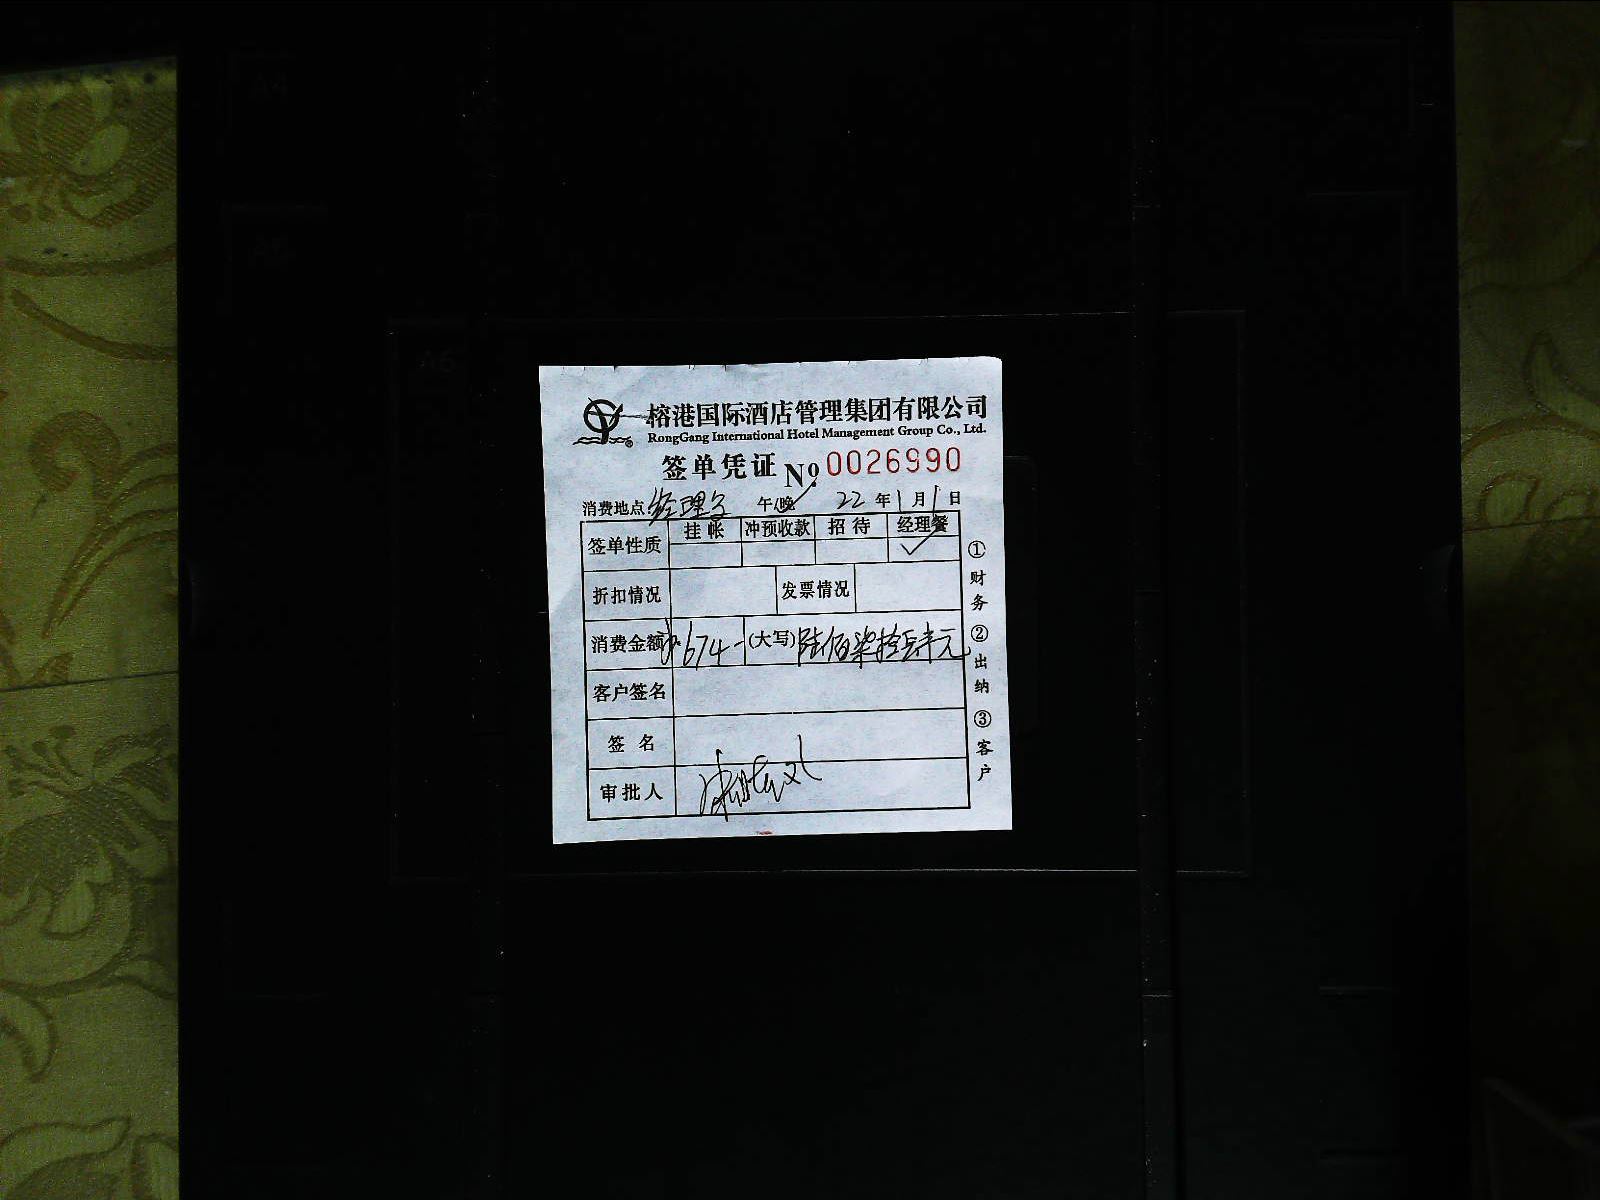 榕港国际酒店管理集团有限公司
RongGang International Hotel Management Group Co., Ltd.
签单凭证 № 0026990
消费地点:经理 午/晚 22年1月1日
签单性质 挂帐 冲预收款 招待 经理餐
✓
折扣情况 发票情况
消费金额 674- (大写) 陆佰柒拾肆元
客户签名
签名
审批人
①财务 ②出纳 ③客户
A6